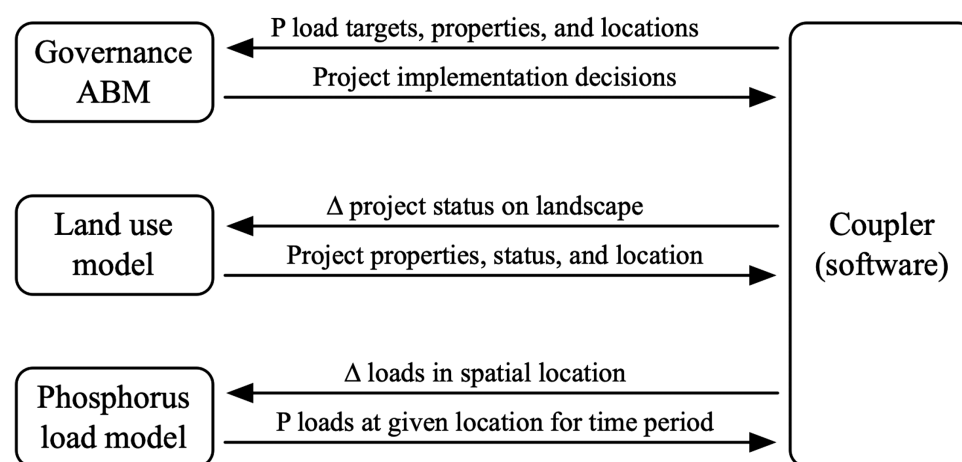 P load targets, properties, and locations
Governance
ABM
Project implementation decisions
Δ project status on landscape
Land use
model
Project properties, status, and location
Coupler
(software)
Δ loads in spatial location
Phosphorus
load model
P loads at given location for time period